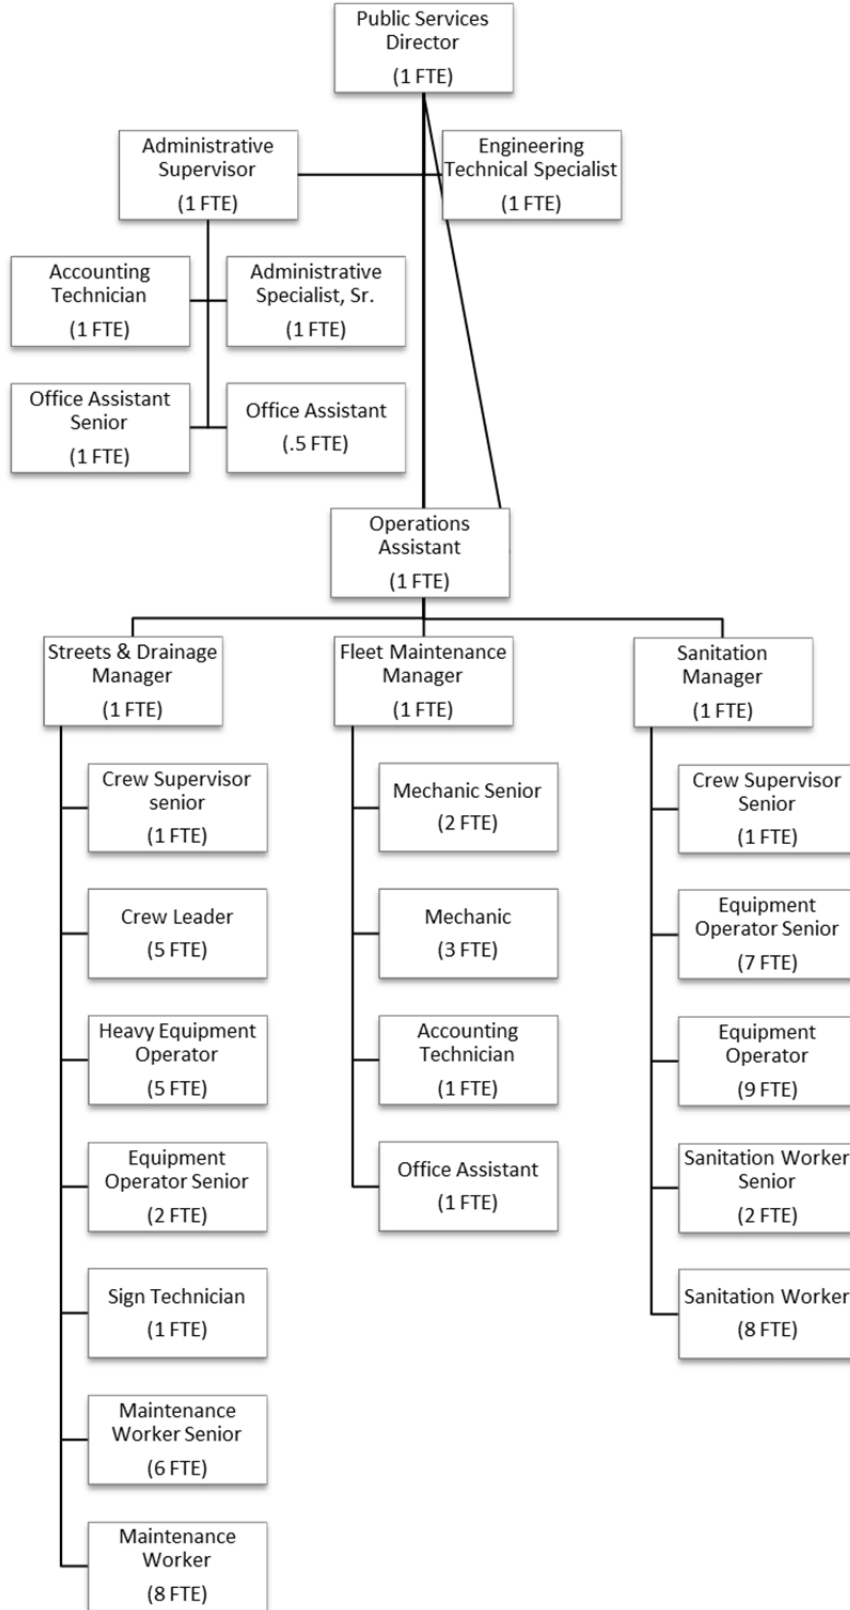 Public Services
Director
(1 FTE)
Administrative
Supervisor
(1 FTE)
Engineering
Technical Specialist
(1 FTE)
Accounting
Technician
(1 FTE)
Administrative
Specialist, Sr.
(1 FTE)
Office Assistant
Senior
(1 FTE)
Office Assistant
(.5 FTE)
Operations
Assistant
(1 FTE)
Streets & Drainage
Manager
(1 FTE)
Crew Supervisor
senior
(1 FTE)
Crew Leader
(5 FTE)
Heavy Equipment
Operator
(5 FTE)
Equipment
Operator Senior
(2 FTE)
Sign Technician
(1 FTE)
Maintenance
Worker Senior
(6 FTE)
Maintenance
Worker
(8 FTE)
Fleet Maintenance
Manager
(1 FTE)
Mechanic Senior
(2 FTE)
Mechanic
(3 FTE)
Accounting
Technician
(1 FTE)
Office Assistant
(1 FTE)
Sanitation
Manager
(1 FTE)
Crew Supervisor
Senior
(1 FTE)
Equipment
Operator Senior
(7 FTE)
Equipment
Operator
(9 FTE)
Sanitation Worker
Senior
(2 FTE)
Sanitation Worker
(8 FTE)